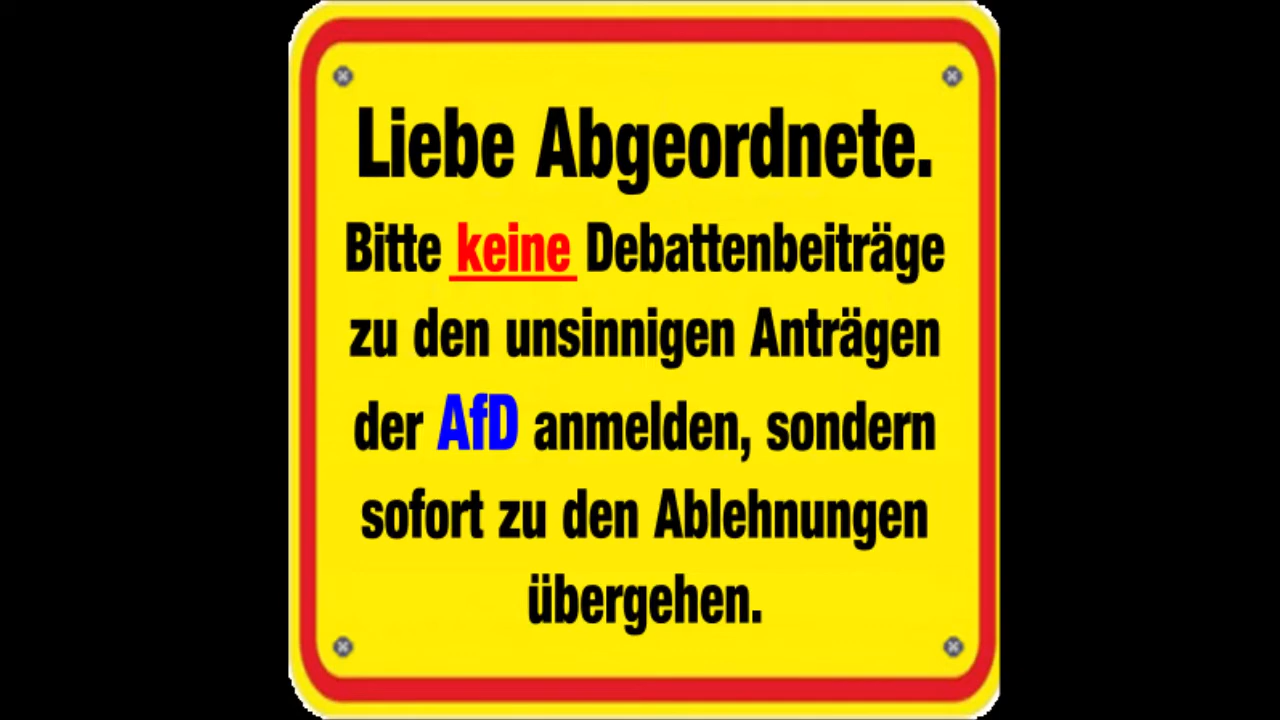 Liebe Abgeordnete.
Bitte keine Debattenbeiträge
zu den unsinnigen Anträgen
der AfD anmelden, sondern
sofort zu den Ablehnungen
übergehen.